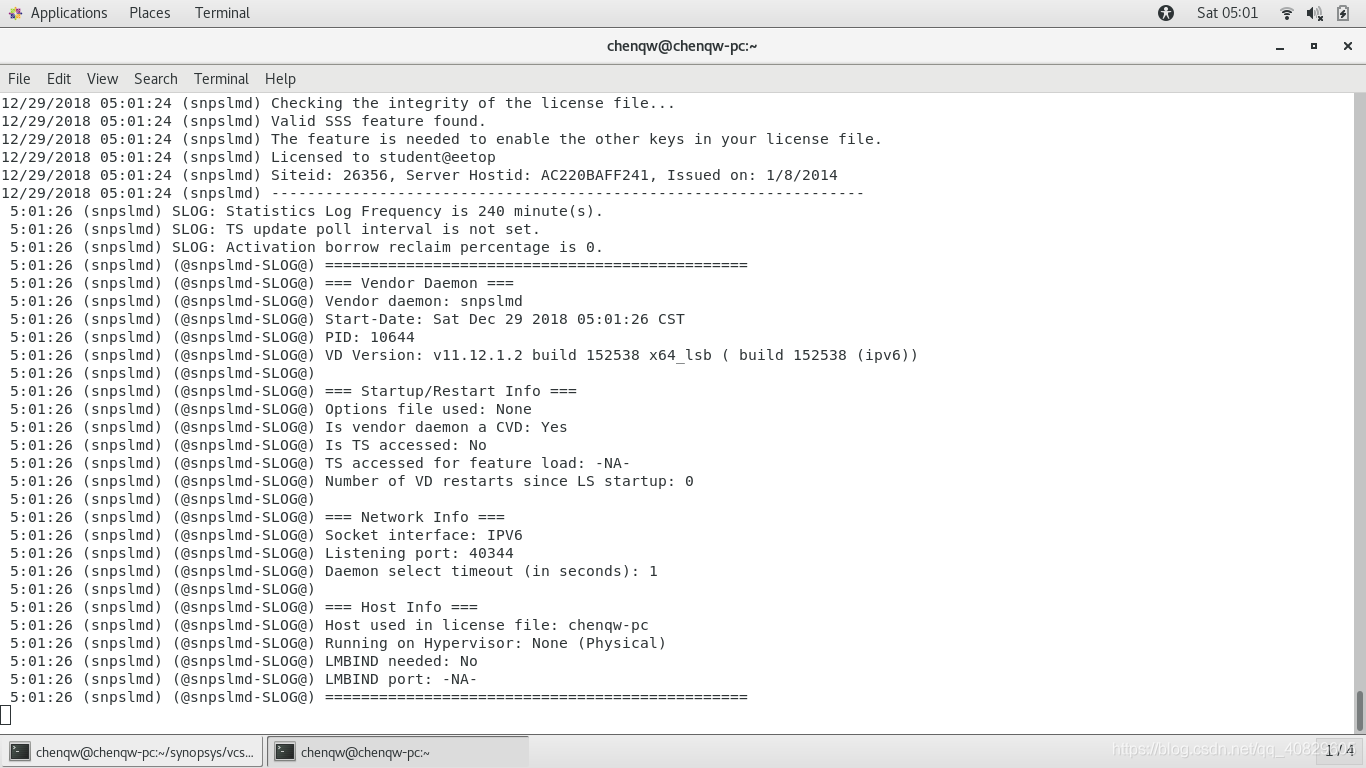 Applications Places Terminal Sat 05:01
chenqw@chenqw-pc:~
File Edit View Search Terminal Help
12/29/2018 05:01:24 (snpslmd) Checking the integrity of the license file...
12/29/2018 05:01:24 (snpslmd) Valid SSS feature found.
12/29/2018 05:01:24 (snpslmd) The feature is needed to enable the other keys in your license file.
12/29/2018 05:01:24 (snpslmd) Licensed to student@eetop
12/29/2018 05:01:24 (snpslmd) Siteid: 26356, Server Hostid: AC220BAFF241, Issued on: 1/8/2014
12/29/2018 05:01:24 (snpslmd) ------------------------------------------------------------------
5:01:26 (snpslmd) SLOG: Statistics Log Frequency is 240 minute(s).
5:01:26 (snpslmd) SLOG: TS update poll interval is not set.
5:01:26 (snpslmd) SLOG: Activation borrow reclaim percentage is 0.
5:01:26 (snpslmd) (@snpslmd-SLOG@) ===============================================
5:01:26 (snpslmd) (@snpslmd-SLOG@) === Vendor Daemon ===
5:01:26 (snpslmd) (@snpslmd-SLOG@) Vendor daemon: snpslmd
5:01:26 (snpslmd) (@snpslmd-SLOG@) Start-Date: Sat Dec 29 2018 05:01:26 CST
5:01:26 (snpslmd) (@snpslmd-SLOG@) PID: 10644
5:01:26 (snpslmd) (@snpslmd-SLOG@) VD Version: v11.12.1.2 build 152538 x64_lsb ( build 152538 (ipv6))
5:01:26 (snpslmd) (@snpslmd-SLOG@)
5:01:26 (snpslmd) (@snpslmd-SLOG@) === Startup/Restart Info ===
5:01:26 (snpslmd) (@snpslmd-SLOG@) Options file used: None
5:01:26 (snpslmd) (@snpslmd-SLOG@) Is vendor daemon a CVD: Yes
5:01:26 (snpslmd) (@snpslmd-SLOG@) Is TS accessed: No
5:01:26 (snpslmd) (@snpslmd-SLOG@) TS accessed for feature load: -NA-
5:01:26 (snpslmd) (@snpslmd-SLOG@) Number of VD restarts since LS startup: 0
5:01:26 (snpslmd) (@snpslmd-SLOG@)
5:01:26 (snpslmd) (@snpslmd-SLOG@) === Network Info ===
5:01:26 (snpslmd) (@snpslmd-SLOG@) Socket interface: IPV6
5:01:26 (snpslmd) (@snpslmd-SLOG@) Listening port: 40344
5:01:26 (snpslmd) (@snpslmd-SLOG@) Daemon select timeout (in seconds): 1
5:01:26 (snpslmd) (@snpslmd-SLOG@)
5:01:26 (snpslmd) (@snpslmd-SLOG@) === Host Info ===
5:01:26 (snpslmd) (@snpslmd-SLOG@) Host used in license file: chenqw-pc
5:01:26 (snpslmd) (@snpslmd-SLOG@) Running on Hypervisor: None (Physical)
5:01:26 (snpslmd) (@snpslmd-SLOG@) LMBIND needed: No
5:01:26 (snpslmd) (@snpslmd-SLOG@) LMBIND port: -NA-
5:01:26 (snpslmd) (@snpslmd-SLOG@) ===============================================
chenqw@chenqw-pc:~/synopsys/vcs... chenqw@chenqw-pc:~ 1 / 4